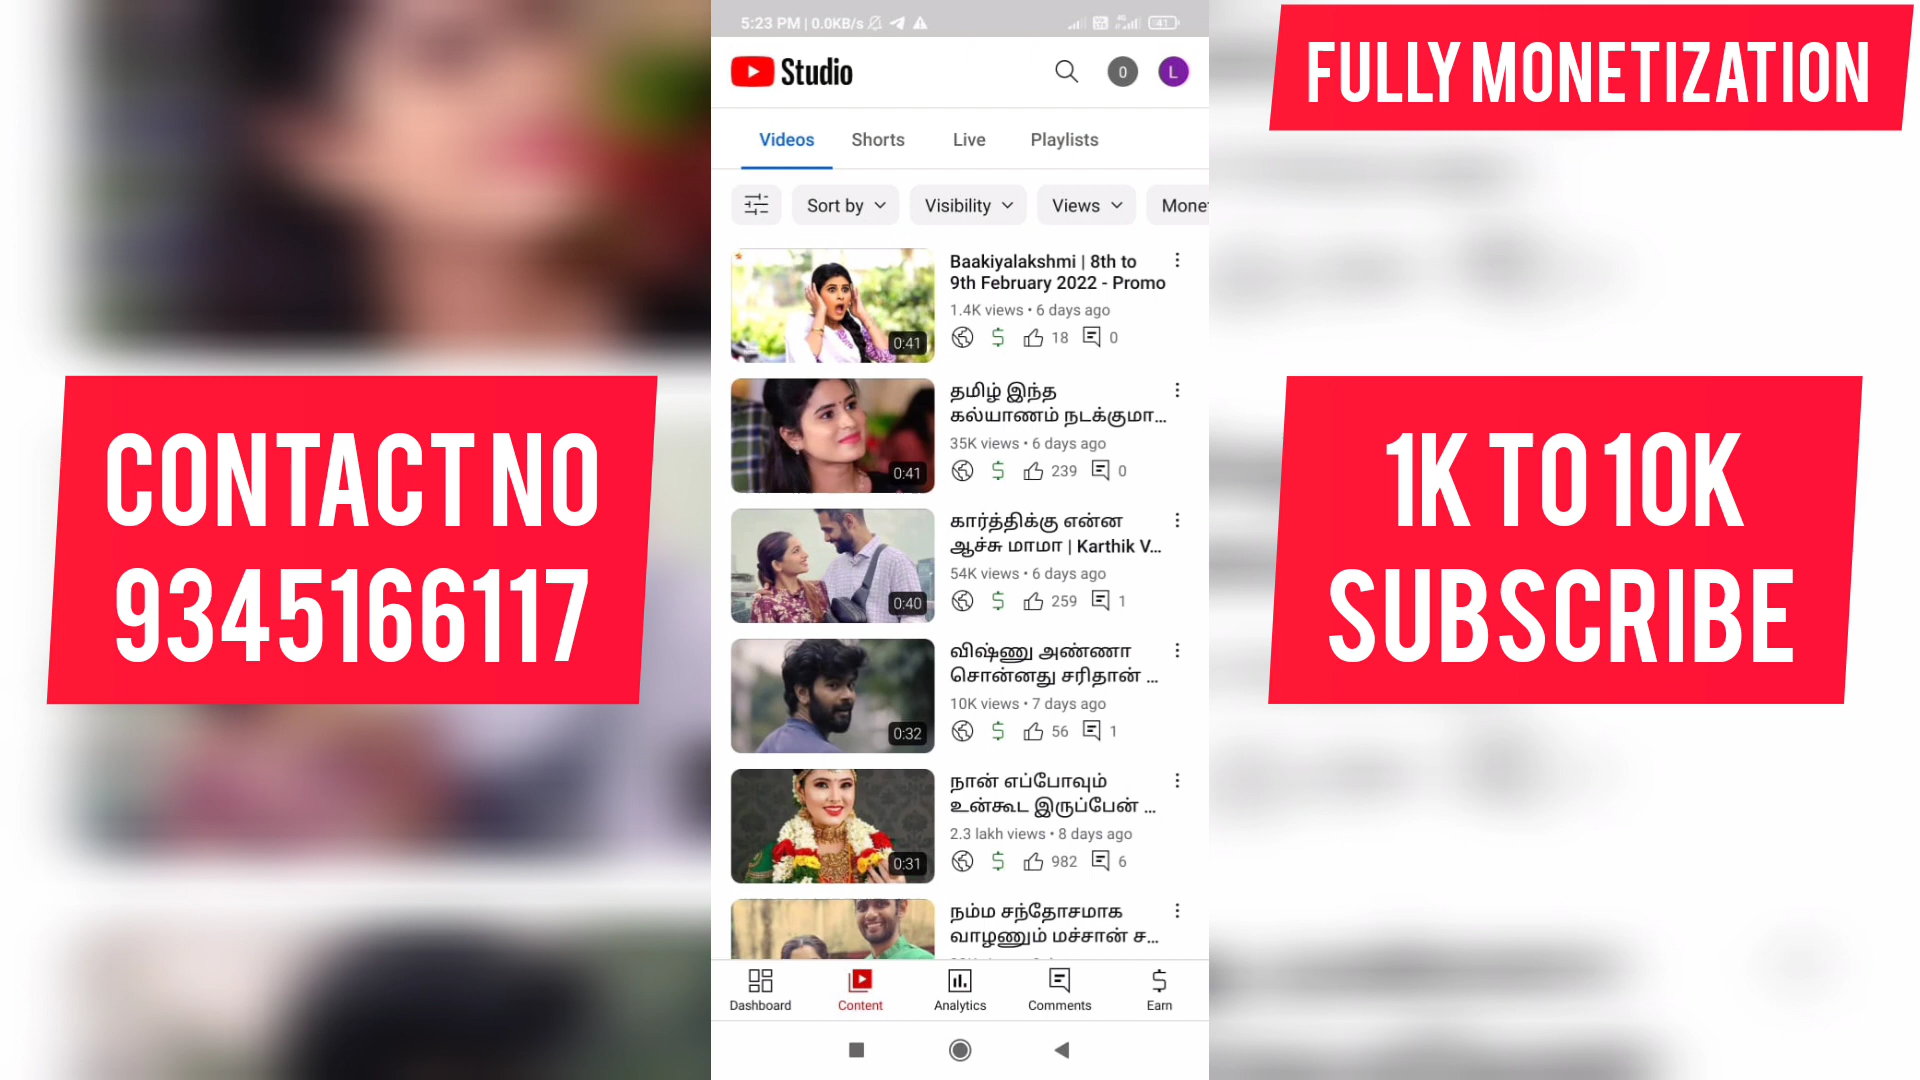 5:23 PM | 0.0KB/s
41
Studio
0
L
Videos
Shorts
Live
Playlists
Sort by
Visibility
Views
Mone
Baakiyalakshmi | 8th to
9th February 2022 - Promo
1.4K views • 6 days ago
18
0
0:41
தமிழ் இந்த
கல்யாணம் நடக்குமா...
35K views • 6 days ago
239
0
0:41
கார்த்திக்கு என்ன
ஆச்சு மாமா | Karthik V...
54K views • 6 days ago
259
1
0:40
விஷ்ணு அண்ணா
சொன்னது சரிதான் ...
10K views • 7 days ago
56
1
0:32
நான் எப்போவும்
உன்கூட இருப்பேன் ...
2.3 lakh views • 8 days ago
982
6
0:31
நம்ம சந்தோசமாக
வாழணும் மச்சான் ச...
Dashboard
Content
Analytics
Comments
Earn
CONTACT NO
9345166117
FULLY MONETIZATION
1K TO 10K
SUBSCRIBE